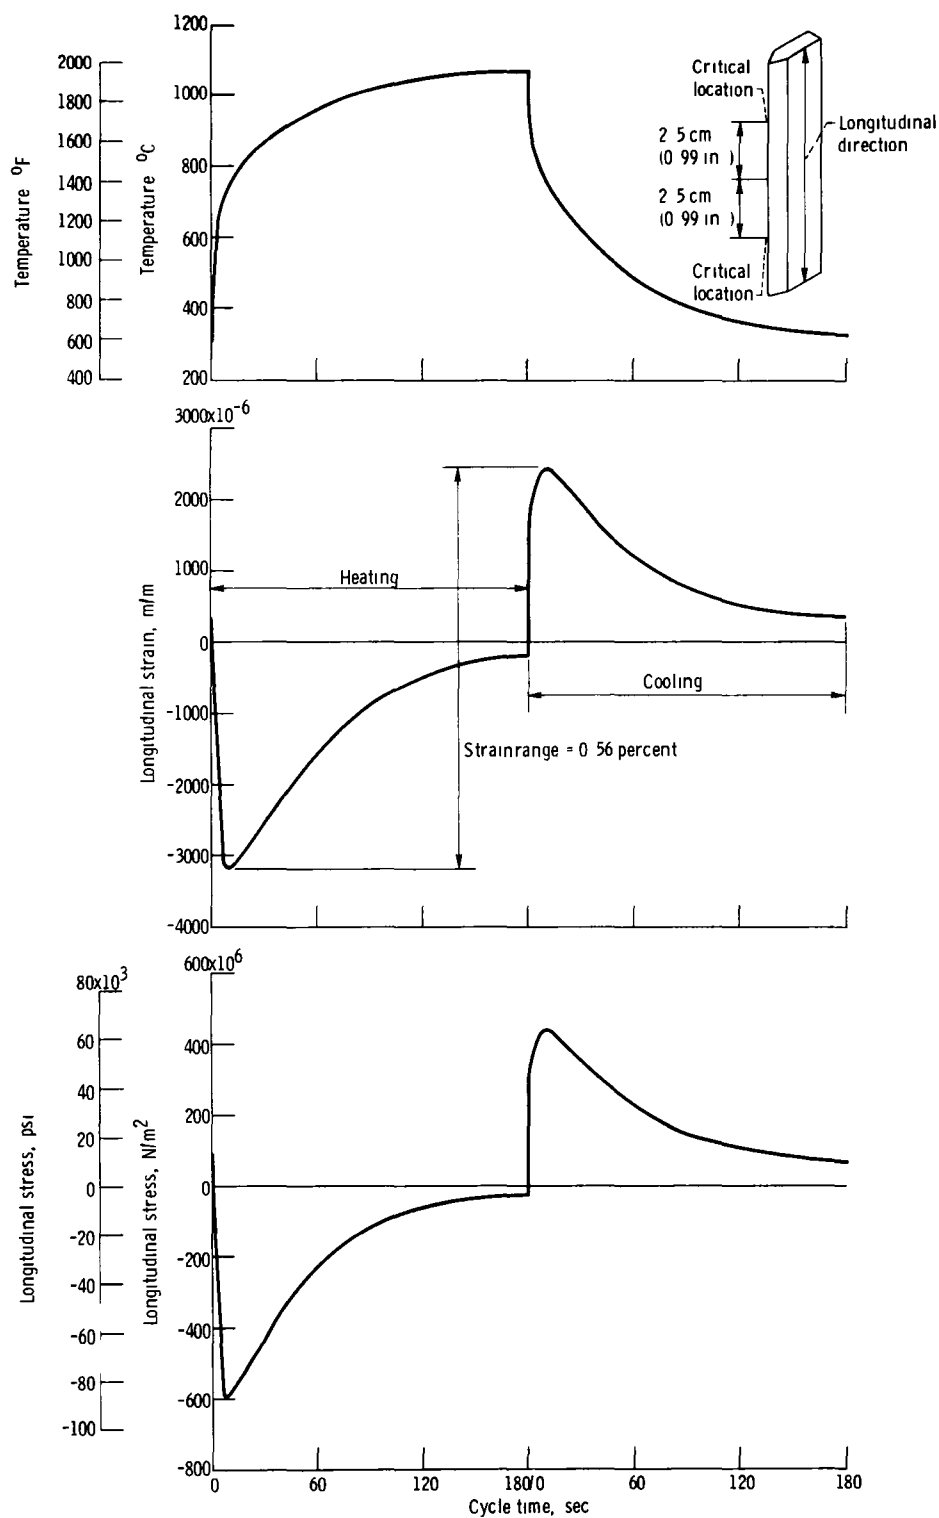 1200
2000
1800
1600
1400
1200
1000
800
600
400
Temperature °F
1000
800
600
400
200
Temperature °C
Critical
location
2 5 cm
(0 99 in )
2 5 cm
(0 99 in )
Critical
location
Longitudinal
direction
3000x10-6
2000
1000
0
-1000
-2000
-3000
-4000
Longitudinal strain, m/m
Heating
Cooling
Strainrange = 0 56 percent
80x103
60
40
20
0
-20
-40
-60
-80
-100
Longitudinal stress, psi
600x106
400
200
0
-200
-400
-600
-800
Longitudinal stress, N/m2
0 60 120 180/0 60 120 180
Cycle time, sec